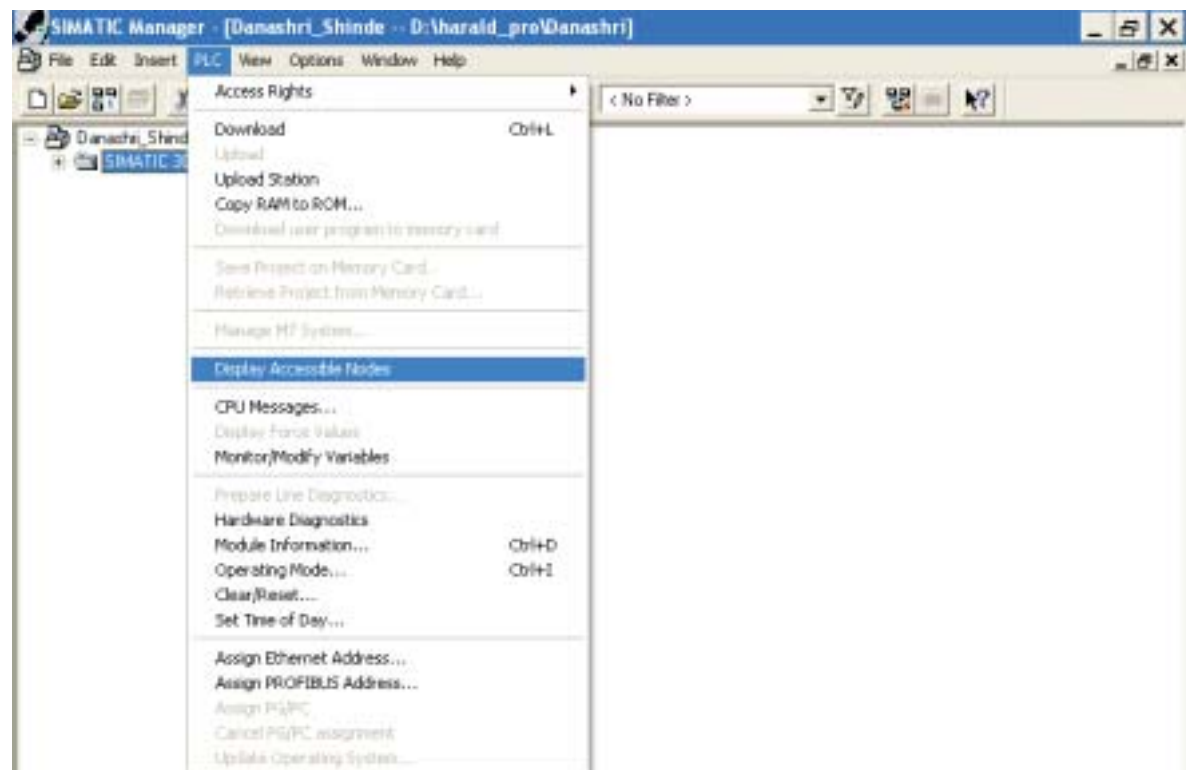 SIMATIC Manager - [Danashri_Shinde -- D:\harald_pro\Danashri]
File Edit Insert PLC View Options Window Help
Access Rights
< No Filter >
Danashri_Shind
SIMATIC 30
Download Ctrl+L
Upload
Upload Station
Copy RAM to ROM...
Download user program to memory card
Save Project on Memory Card...
Retrieve Project from Memory Card...
Manage M7 System...
Display Accessible Nodes
CPU Messages...
Display Force Values
Monitor/Modify Variables
Prepare Line Diagnostics...
Hardware Diagnostics
Module Information... Ctrl+D
Operating Mode... Ctrl+I
Clear/Reset...
Set Time of Day...
Assign Ethernet Address...
Assign PROFIBUS Address...
Assign PG/PC
Cancel PG/PC assignment
Update Operating System...